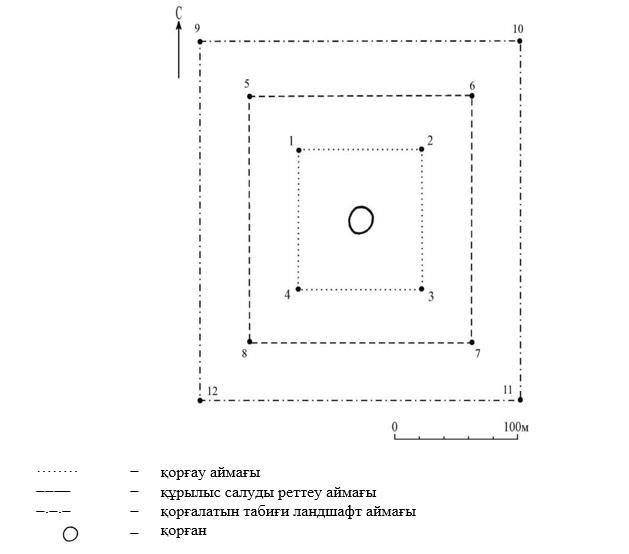 С
9 10
5 6
1 2
4 3
8 7
12 11
0 100м
– қорғау аймағы
– құрылыс салуды реттеу аймағы
– қорғалатын табиғи ландшафт аймағы
– қорған